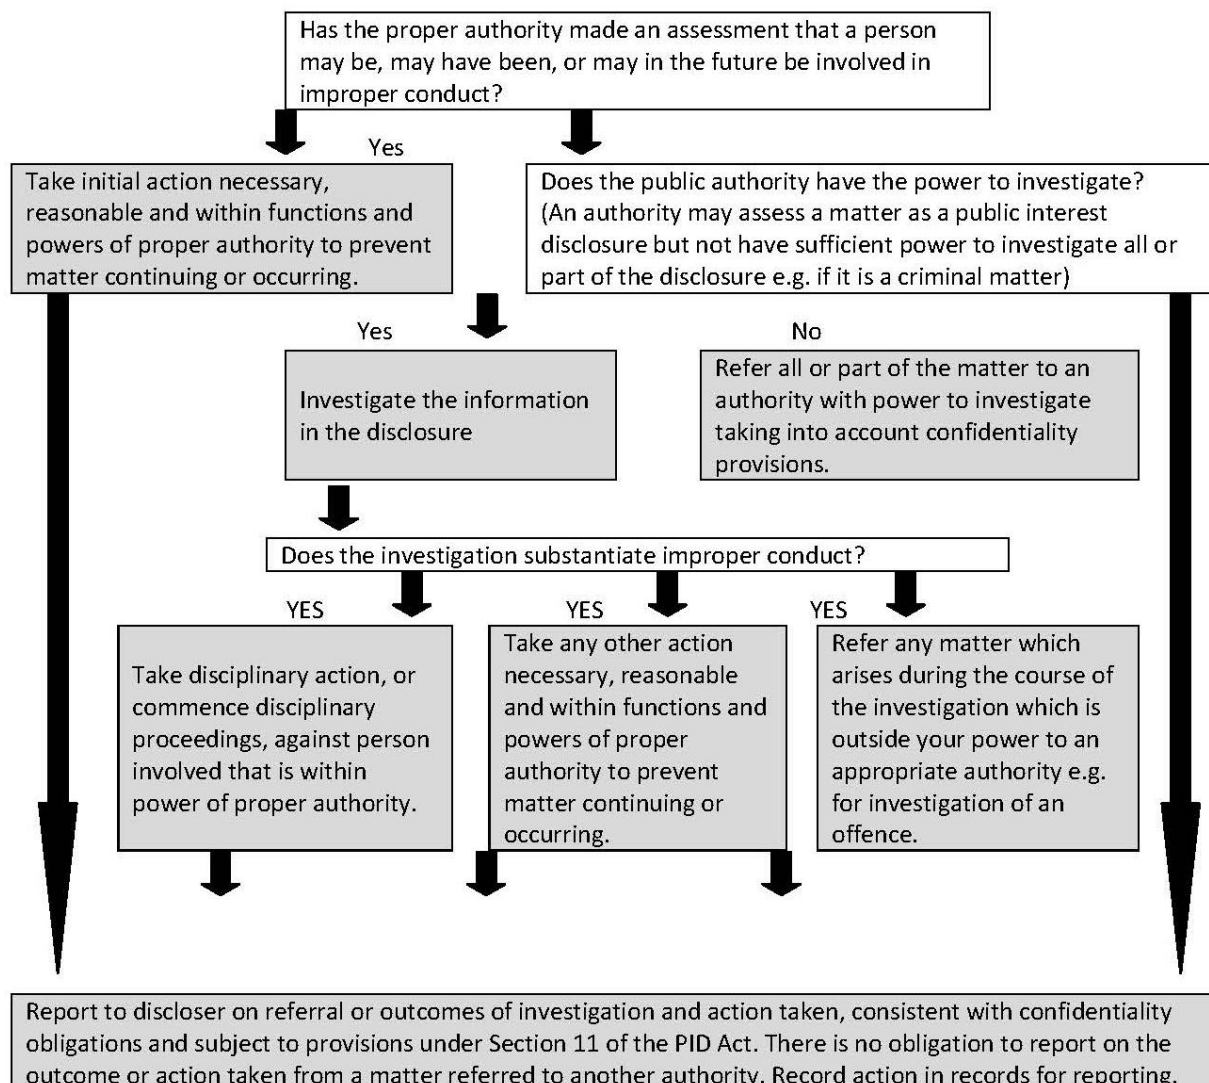 Has the proper authority made an assessment that a person
may be, may have been, or may in the future be involved in
improper conduct?
Yes
Take initial action necessary,
reasonable and within functions and
powers of proper authority to prevent
matter continuing or occurring.
Does the public authority have the power to investigate?
(An authority may assess a matter as a public interest
disclosure but not have sufficient power to investigate all or
part of the disclosure e.g. if it is a criminal matter)
Yes
No
Investigate the information
in the disclosure
Refer all or part of the matter to an
authority with power to investigate
taking into account confidentiality
provisions.
Does the investigation substantiate improper conduct?
YES
YES
YES
Take disciplinary action, or
commence disciplinary
proceedings, against person
involved that is within
power of proper authority.
Take any other action
necessary, reasonable
and within functions and
powers of proper
authority to prevent
matter continuing or
occurring.
Refer any matter which
arises during the course of
the investigation which is
outside your power to an
appropriate authority e.g.
for investigation of an
offence.
Report to discloser on referral or outcomes of investigation and action taken, consistent with confidentiality
obligations and subject to provisions under Section 11 of the PID Act. There is no obligation to report on the
outcome or action taken from a matter referred to another authority. Record action in records for reporting.